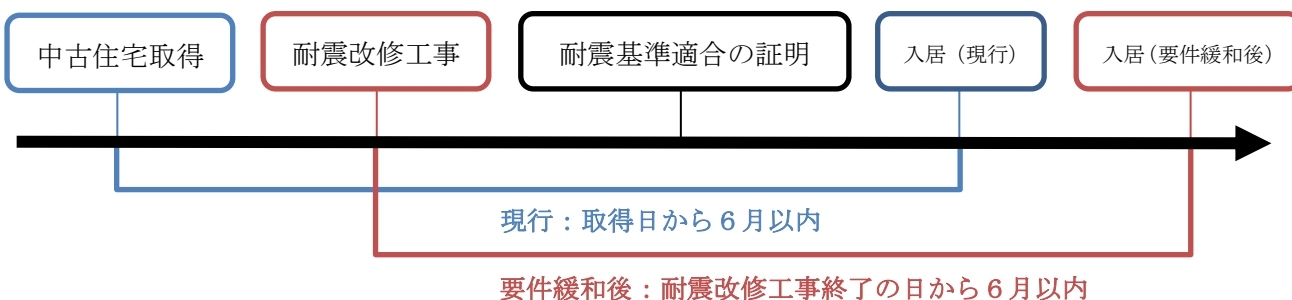 中古住宅取得
耐震改修工事
耐震基準適合の証明
入居（現行）
入居（要件緩和後）
現行：取得日から６月以内
要件緩和後：耐震改修工事終了の日から６月以内